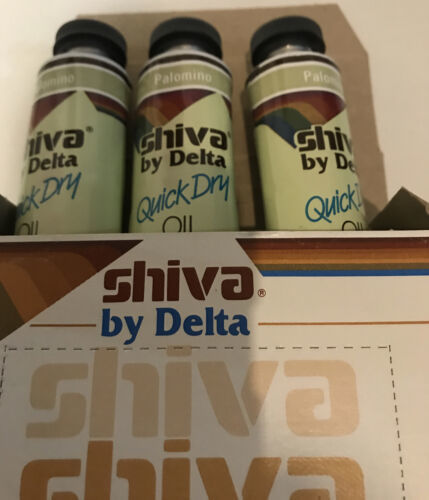 Palomino
shiva®
by Delta
Quick Dry
OIL
Palomino
shiva®
by Delta
Quick Dry
OIL
Palomino
shiva®
by Delta
Quick D
shiva®
by Delta
shiva
shiva